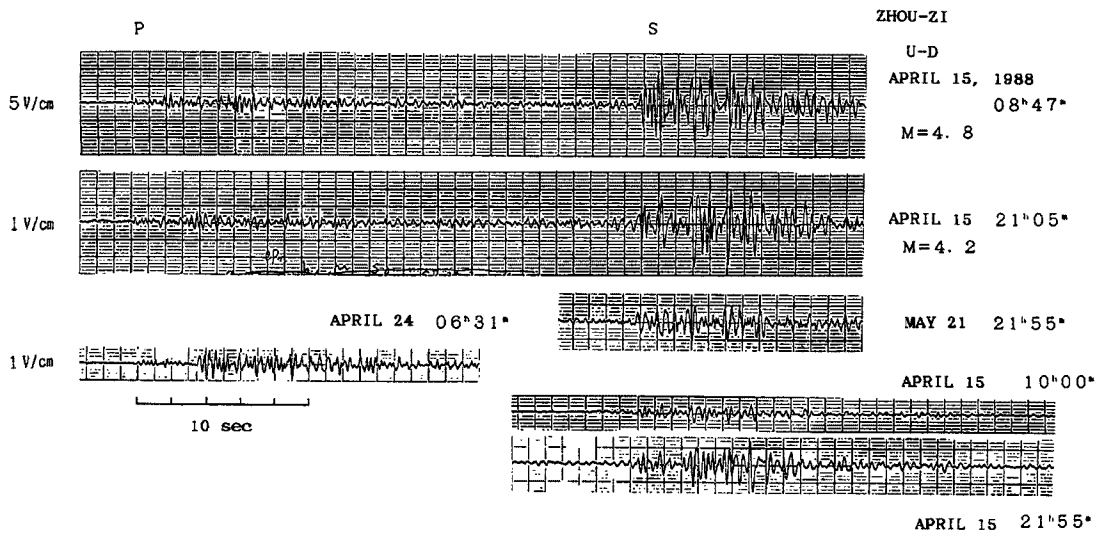 P
S
ZHOU-ZI
U-D
APRIL 15, 1988
08ʰ47ᵐ
M=4. 8
5 V/cm
1 V/cm
APRIL 15 21ʰ05ᵐ
M=4. 2
APRIL 24 06ʰ31ᵐ
MAY 21 21ʰ55ᵐ
1 V/cm
APRIL 15 10ʰ00ᵐ
10 sec
APRIL 15 21ʰ55ᵐ